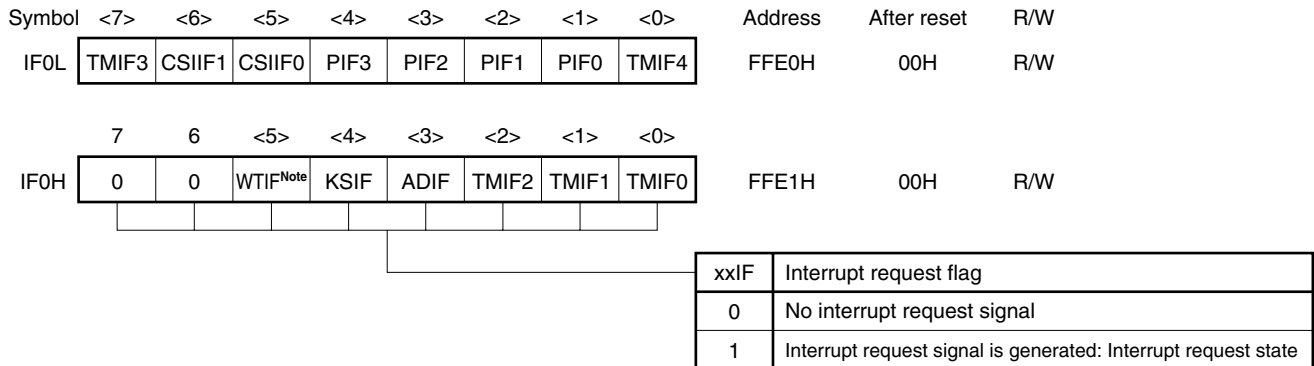 Symbol <7> <6> <5> <4> <3> <2> <1> <0> Address After reset R/W
IF0L TMIF3 CSIIF1 CSIIF0 PIF3 PIF2 PIF1 PIF0 TMIF4 FFE0H 00H R/W
7 6 <5> <4> <3> <2> <1> <0>
IF0H 0 0 WTIFNote KSIF ADIF TMIF2 TMIF1 TMIF0 FFE1H 00H R/W
xxIF Interrupt request flag
0 No interrupt request signal
1 Interrupt request signal is generated: Interrupt request state